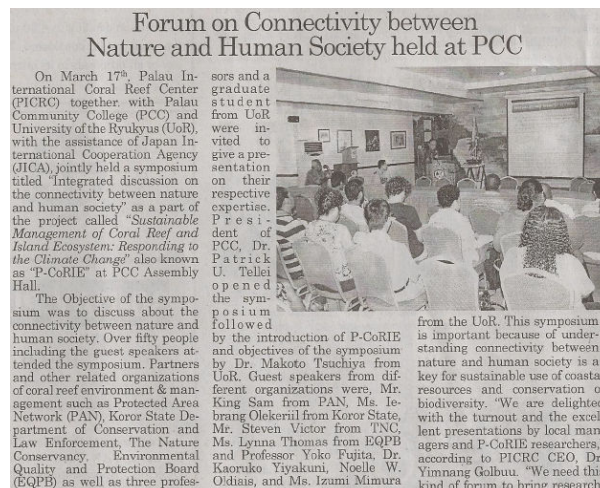 Forum on Connectivity between
Nature and Human Society held at PCC
On March 17th, Palau In-
ternational Coral Reef Center
(PICRC) together with Palau
Community College (PCC) and
University of the Ryukyus (UoR),
with the assistance of Japan In-
ternational Cooperation Agency
(JICA), jointly held a symposium
titled "Integrated discussion on
the connectivity between nature
and human society" as a part of
the project called "Sustainable
Management of Coral Reef and
Island Ecosystem: Responding to
the Climate Change" also known
as "P-CoRIE" at PCC Assembly
Hall.
The Objective of the sympo-
sium was to discuss about the
connectivity between nature and
human society. Over fifty people
including the guest speakers at-
tended the symposium. Partners
and other related organizations
of coral reef environment & man-
agement such as Protected Area
Network (PAN), Koror State De-
partment of Conservation and
Law Enforcement, The Nature
Conservancy, Environmental
Quality and Protection Board
(EQPB) as well as three profes-
sors and a
graduate
student
from UoR
were in-
vited to
give a pre-
sentation
on their
respective
expertise.
Presi-
dent of
PCC, Dr.
Patrick
U. Tellei
opened
the sym-
posium
followed
by the introduction of P-CoRIE
and objectives of the symposium
by Dr. Makoto Tsuchiya from
UoR. Guest speakers from dif-
ferent organizations were, Mr.
King Sam from PAN, Ms. Ie-
brang Olekeriil from Koror State,
Mr. Steven Victor from TNC,
Ms. Lynna Thomas from EQPB
and Professor Yoko Fujita, Dr.
Kaoruko Yiyakuni, Noelle W.
Oldiais, and Ms. Izumi Mimura
from the UoR. This symposium
is important because of under-
standing connectivity between
nature and human society is a
key for sustainable use of coasta
resources and conservation o
biodiversity. "We are delighted
with the turnout and the excel
lent presentations by local man
agers and P-CoRIE researchers,
according to PICRC CEO, Dr
Yimnang Golbuu. "We need thi
kind of forum to bring research